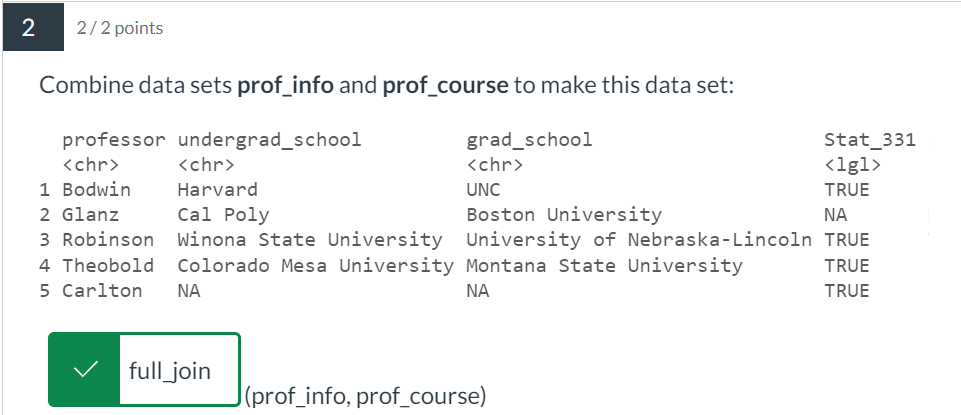 2 2 / 2 points
Combine data sets prof_info and prof_course to make this data set:
professor undergrad_school grad_school Stat_331
<chr> <chr> <chr> <lgl>
1 Bodwin Harvard UNC TRUE
2 Glanz Cal Poly Boston University NA
3 Robinson Winona State University University of Nebraska-Lincoln TRUE
4 Theobold Colorado Mesa University Montana State University TRUE
5 Carlton NA NA TRUE
full_join
(prof_info, prof_course)